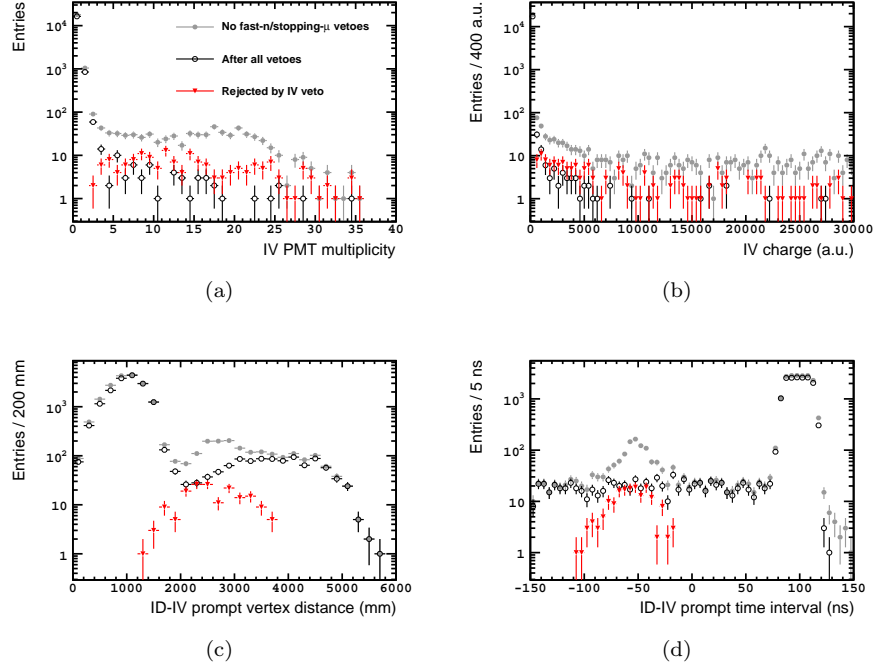 Entries
10⁴
10³
10²
10
1
0 5 10 15 20 25 30 35 40
IV PMT multiplicity
No fast-n/stopping-μ vetoes
After all vetoes
Rejected by IV veto
(a)
Entries / 400 a.u.
10⁴
10³
10²
10
1
0 5000 10000 15000 20000 25000 30000
IV charge (a.u.)
(b)
Entries / 200 mm
10³
10²
10
1
0 1000 2000 3000 4000 5000 6000
ID-IV prompt vertex distance (mm)
(c)
Entries / 5 ns
10³
10²
10
1
-150 -100 -50 0 50 100 150
ID-IV prompt time interval (ns)
(d)